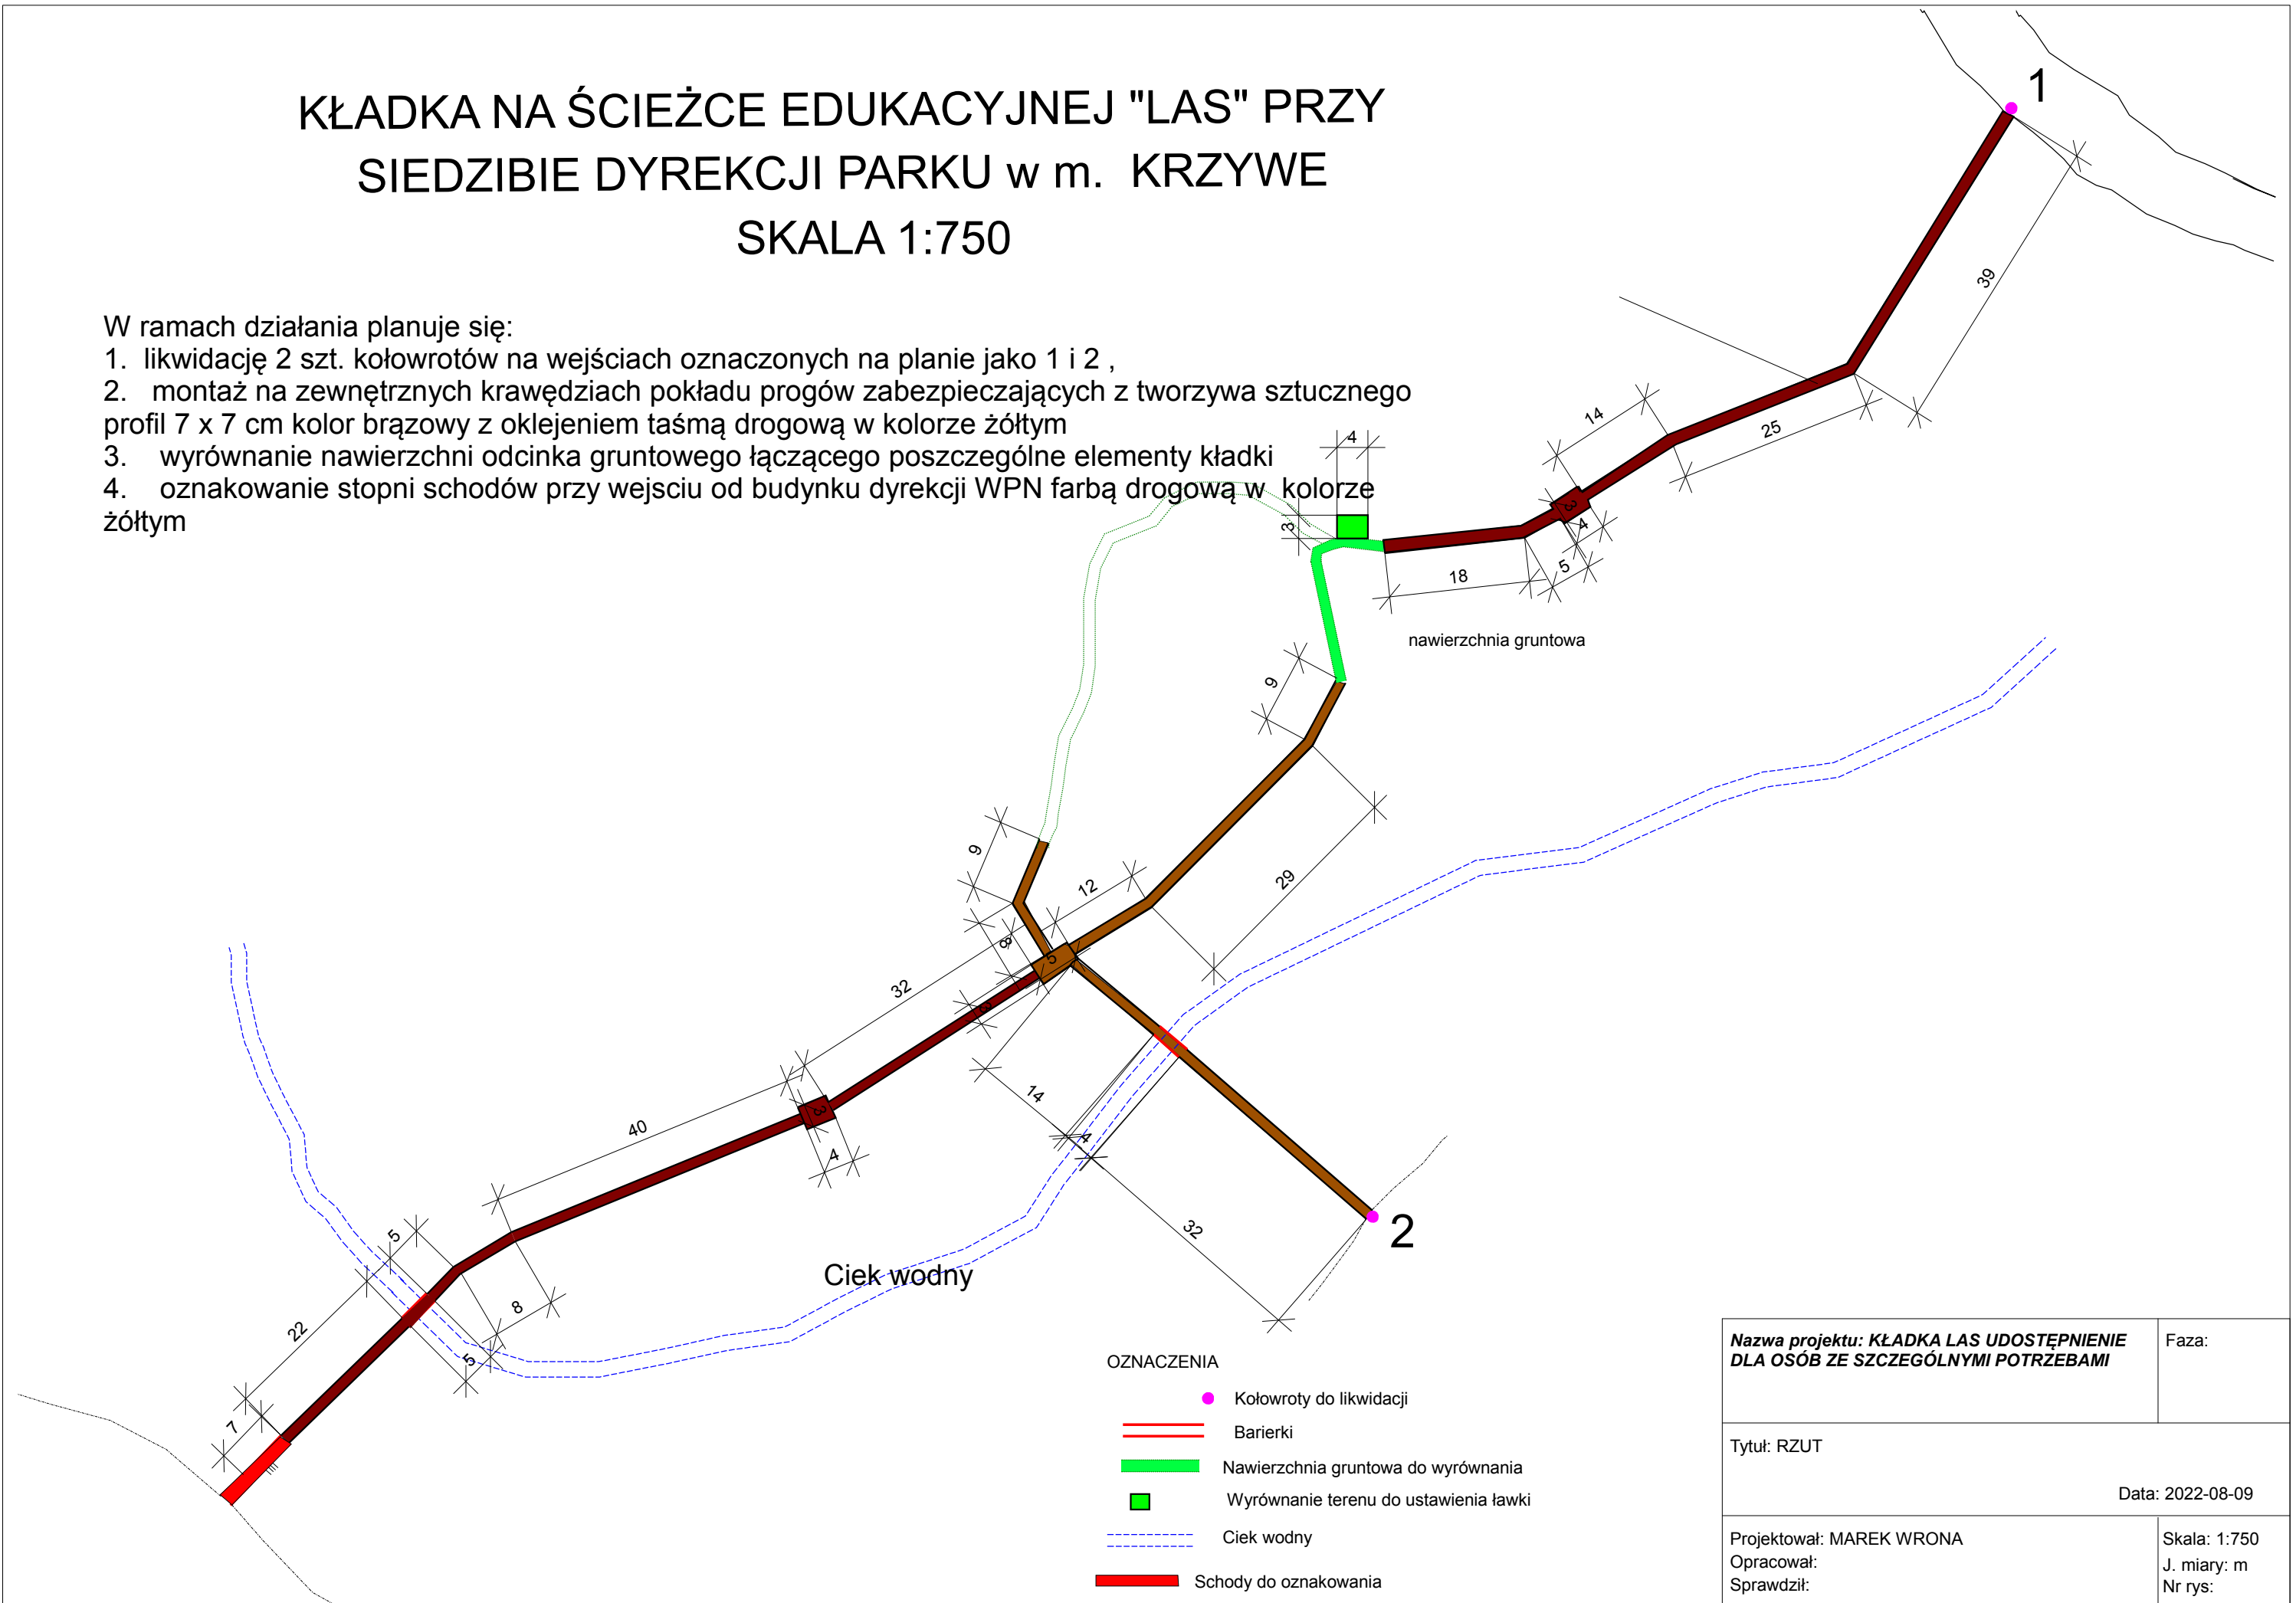 KŁADKA NA ŚCIEŻCE EDUKACYJNEJ "LAS" PRZY
SIEDZIBIE DYREKCJI PARKU w m. KRZYWE
SKALA 1:750
W ramach działania planuje się:
1. likwidację 2 szt. kołowrotów na wejściach oznaczonych na planie jako 1 i 2 ,
2. montaż na zewnętrznych krawędziach pokładu progów zabezpieczających z tworzywa sztucznego
profil 7 x 7 cm kolor brązowy z oklejeniem taśmą drogową w kolorze żółtym
3. wyrównanie nawierzchni odcinka gruntowego łączącego poszczególne elementy kładki
4. oznakowanie stopni schodów przy wejsciu od budynku dyrekcji WPN farbą drogową w kolorze
żółtym
1
39
25
14
3
4
5
18
4
3
nawierzchnia gruntowa
9
29
12
9
8
5
32
14
4
32
2
3
4
40
8
5
5
22
7
Ciek wodny
OZNACZENIA
Kołowroty do likwidacji
Barierki
Nawierzchnia gruntowa do wyrównania
Wyrównanie terenu do ustawienia ławki
Ciek wodny
Schody do oznakowania
Nazwa projektu: KŁADKA LAS UDOSTĘPNIENIE
DLA OSÓB ZE SZCZEGÓLNYMI POTRZEBAMI
Faza:
Tytuł: RZUT
Data: 2022-08-09
Projektował: MAREK WRONA
Opracował:
Sprawdził:
Skala: 1:750
J. miary: m
Nr rys: